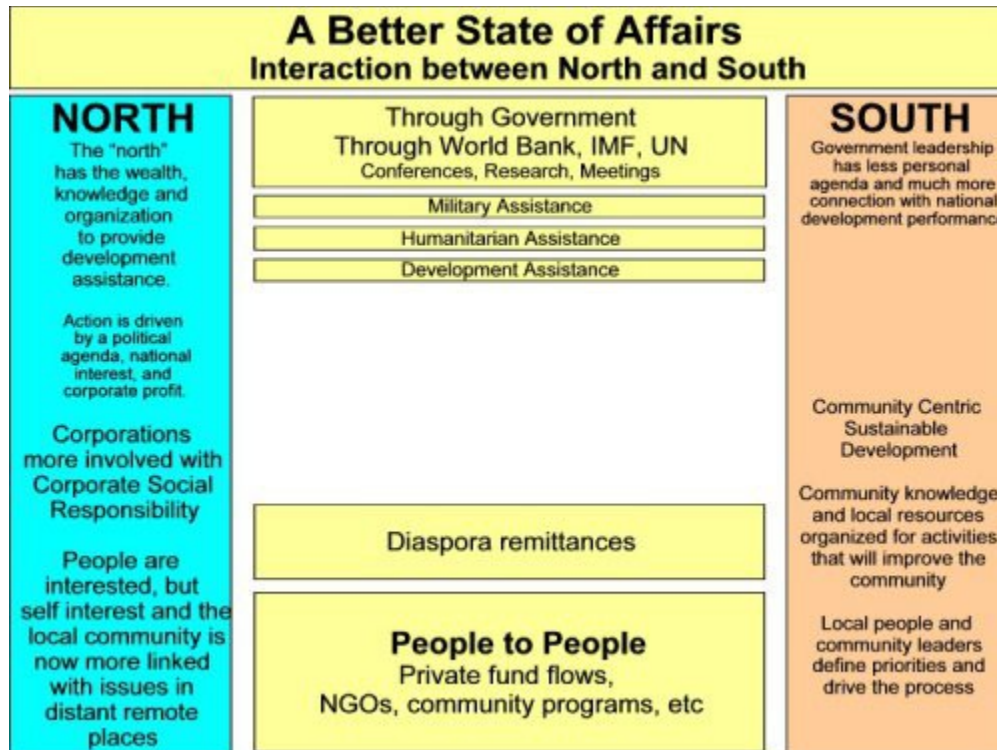 A Better State of Affairs
Interaction between North and South
NORTH
The "north"
has the wealth,
knowledge and
organization
to provide
development
assistance.
Action is driven
by a political
agenda, national
interest, and
corporate profit.
Corporations
more involved with
Corporate Social
Responsibility
People are
interested, but
self interest and the
local community is
now more linked
with issues in
distant remote
places
Through Government
Through World Bank, IMF, UN
Conferences, Research, Meetings
Military Assistance
Humanitarian Assistance
Development Assistance
Diaspora remittances
People to People
Private fund flows,
NGOs, community programs, etc
SOUTH
Government leadership
has less personal
agenda and much more
connection with national
development performance
Community Centric
Sustainable
Development
Community knowledge
and local resources
organized for activities
that will improve the
community
Local people and
community leaders
define priorities and
drive the process